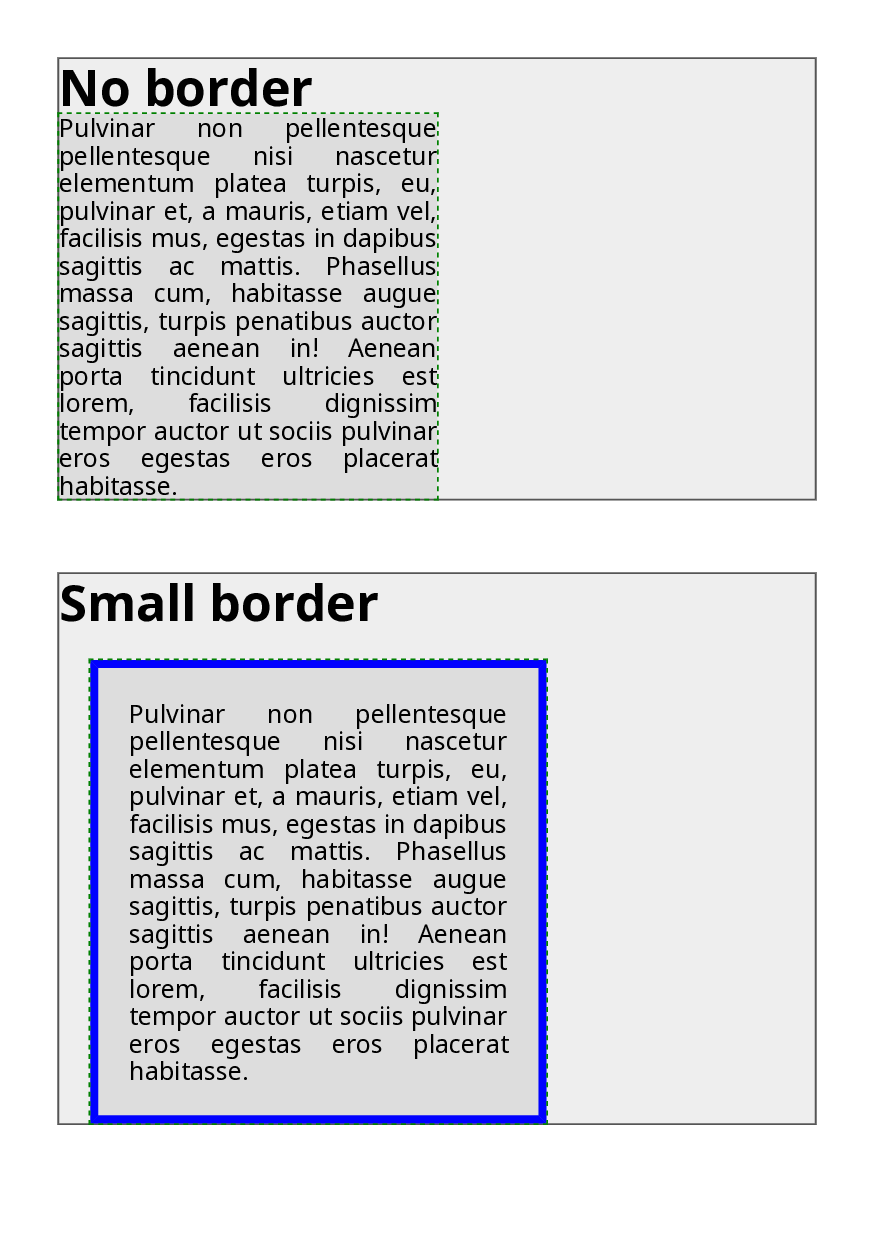 No border
Pulvinar non pellentesque
pellentesque nisi nascetur
elementum platea turpis, eu,
pulvinar et, a mauris, etiam vel,
facilisis mus, egestas in dapibus
sagittis ac mattis. Phasellus
massa cum, habitasse augue
sagittis, turpis penatibus auctor
sagittis aenean in! Aenean
porta tincidunt ultricies est
lorem, facilisis dignissim
tempor auctor ut sociis pulvinar
eros egestas eros placerat
habitasse.
Small border
Pulvinar non pellentesque
pellentesque nisi nascetur
elementum platea turpis, eu,
pulvinar et, a mauris, etiam vel,
facilisis mus, egestas in dapibus
sagittis ac mattis. Phasellus
massa cum, habitasse augue
sagittis, turpis penatibus auctor
sagittis aenean in! Aenean
porta tincidunt ultricies est
lorem, facilisis dignissim
tempor auctor ut sociis pulvinar
eros egestas eros placerat
habitasse.